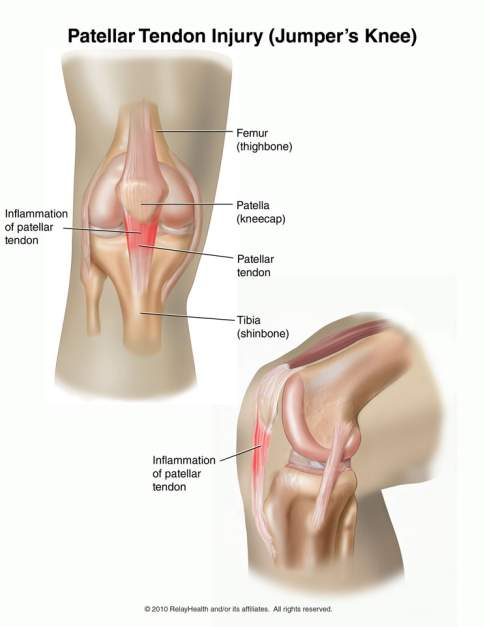 Patellar Tendon Injury (Jumper's Knee)
Femur
(thighbone)
Patella
(kneecap)
Inflammation
of patellar
tendon
Patellar
tendon
Tibia
(shinbone)
Inflammation
of patellar
tendon
© 2010 RelayHealth and/or its affiliates. All rights reserved.